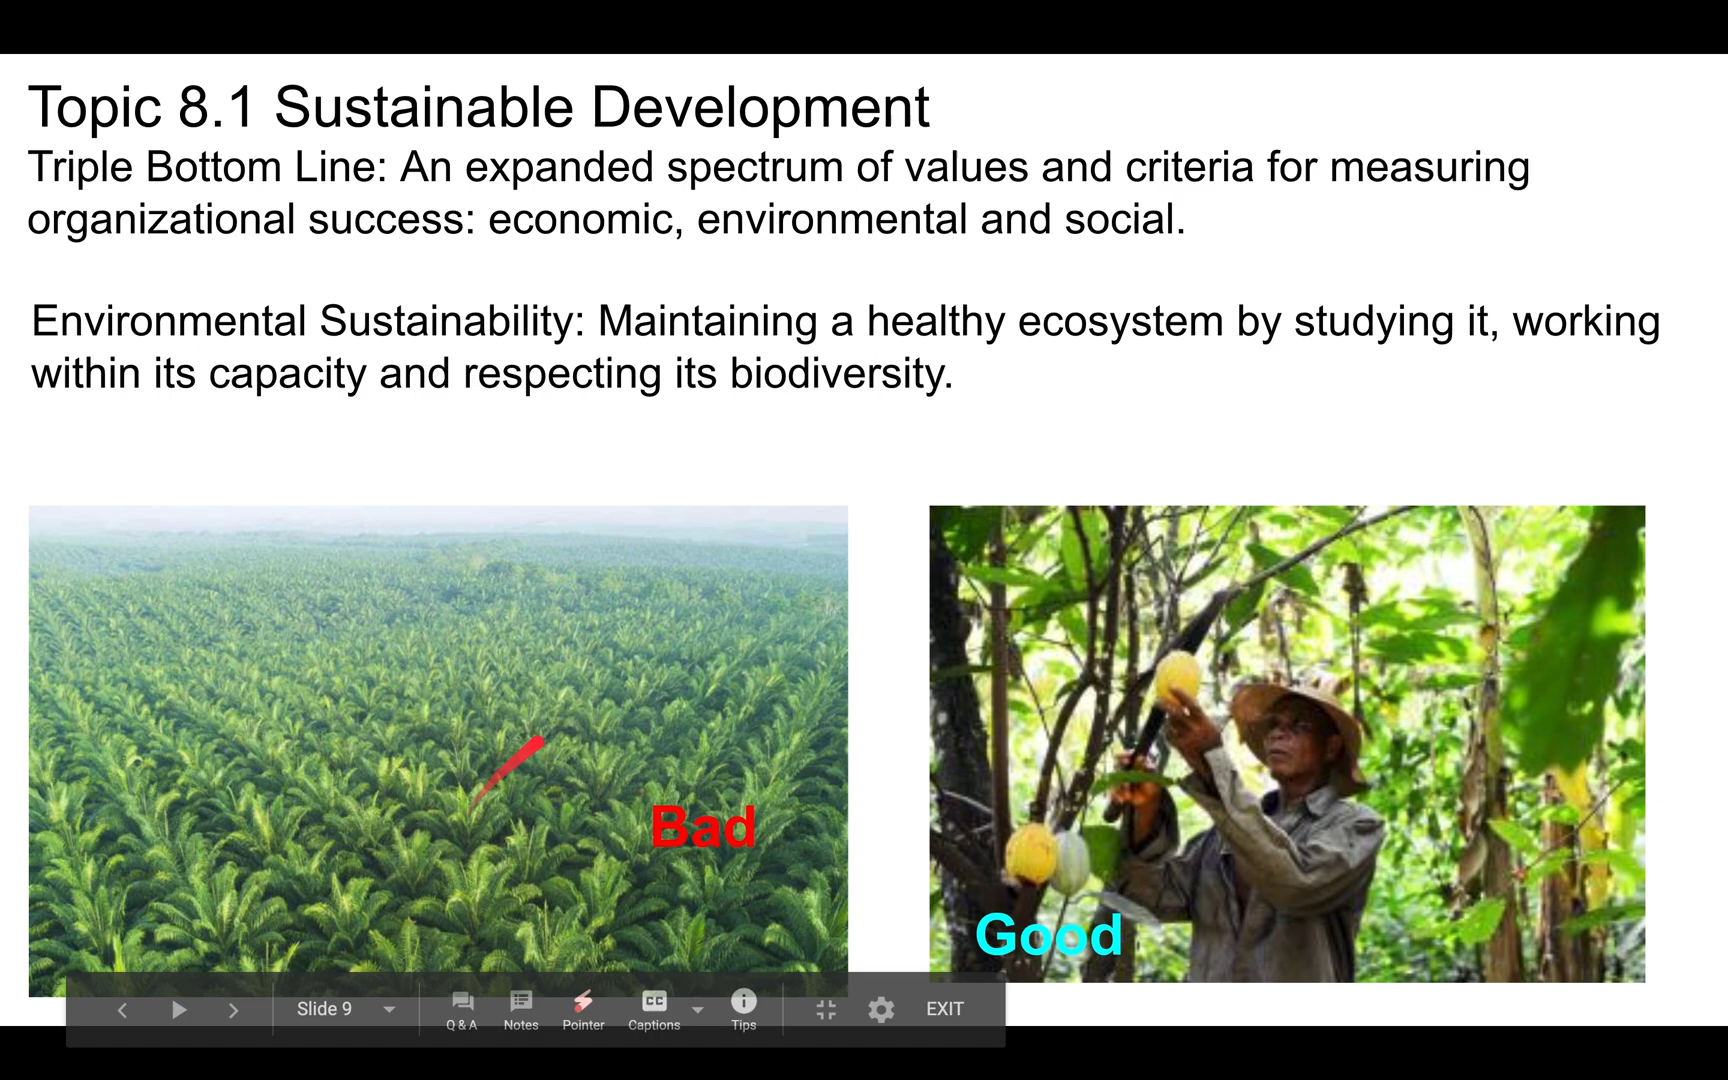 Topic 8.1 Sustainable Development
Triple Bottom Line: An expanded spectrum of values and criteria for measuring
organizational success: economic, environmental and social.
Environmental Sustainability: Maintaining a healthy ecosystem by studying it, working
within its capacity and respecting its biodiversity.
Bad
Good
Slide 9
Q & A
Notes
Pointer
CC
Captions
Tips
EXIT